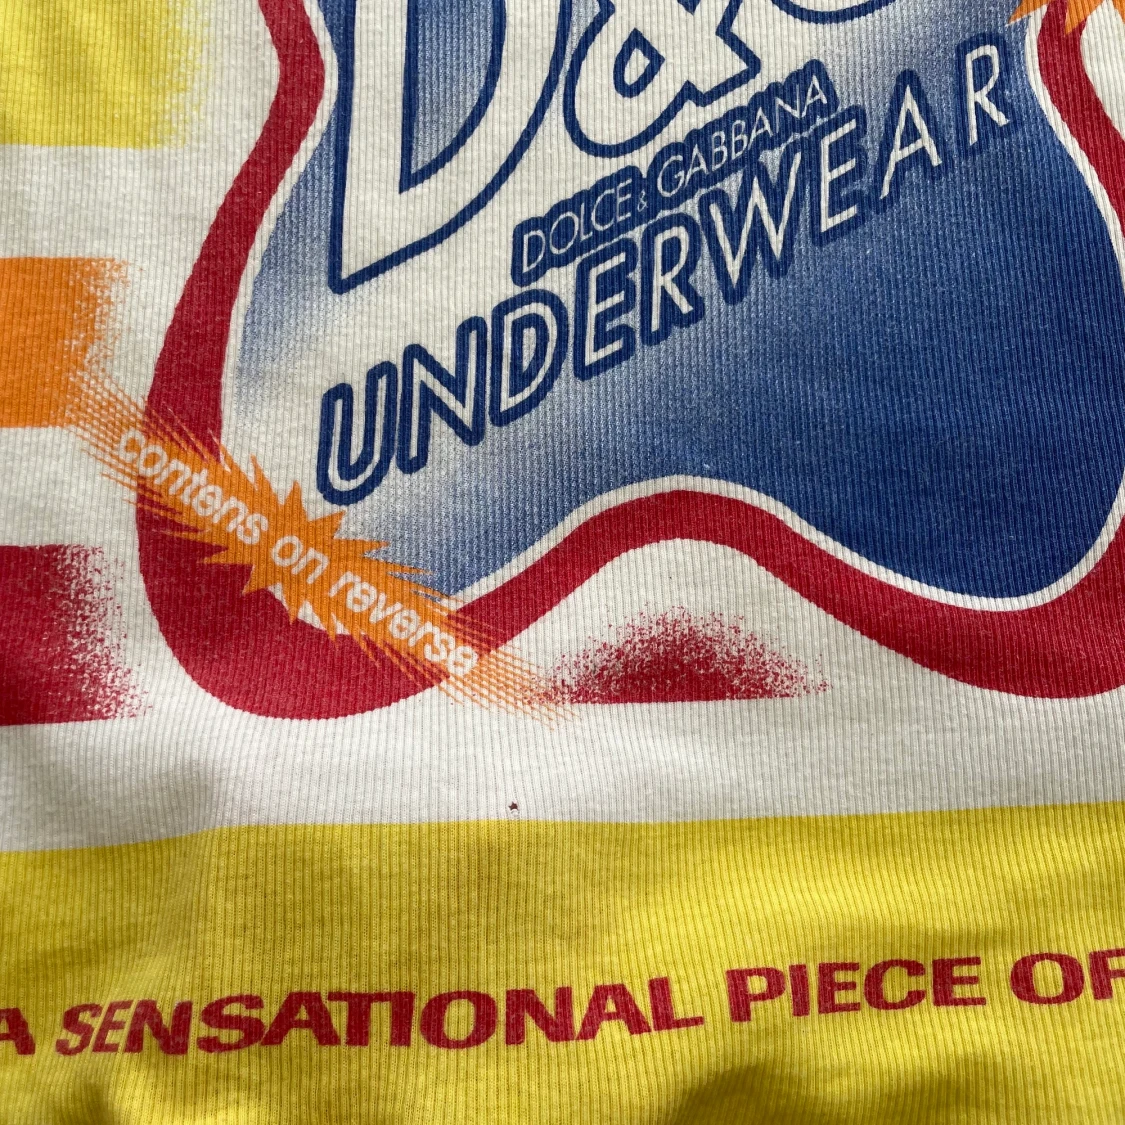 D&G
DOLCE & GABBANA
UNDERWEAR
contens on reverse
A SENSATIONAL PIECE OF